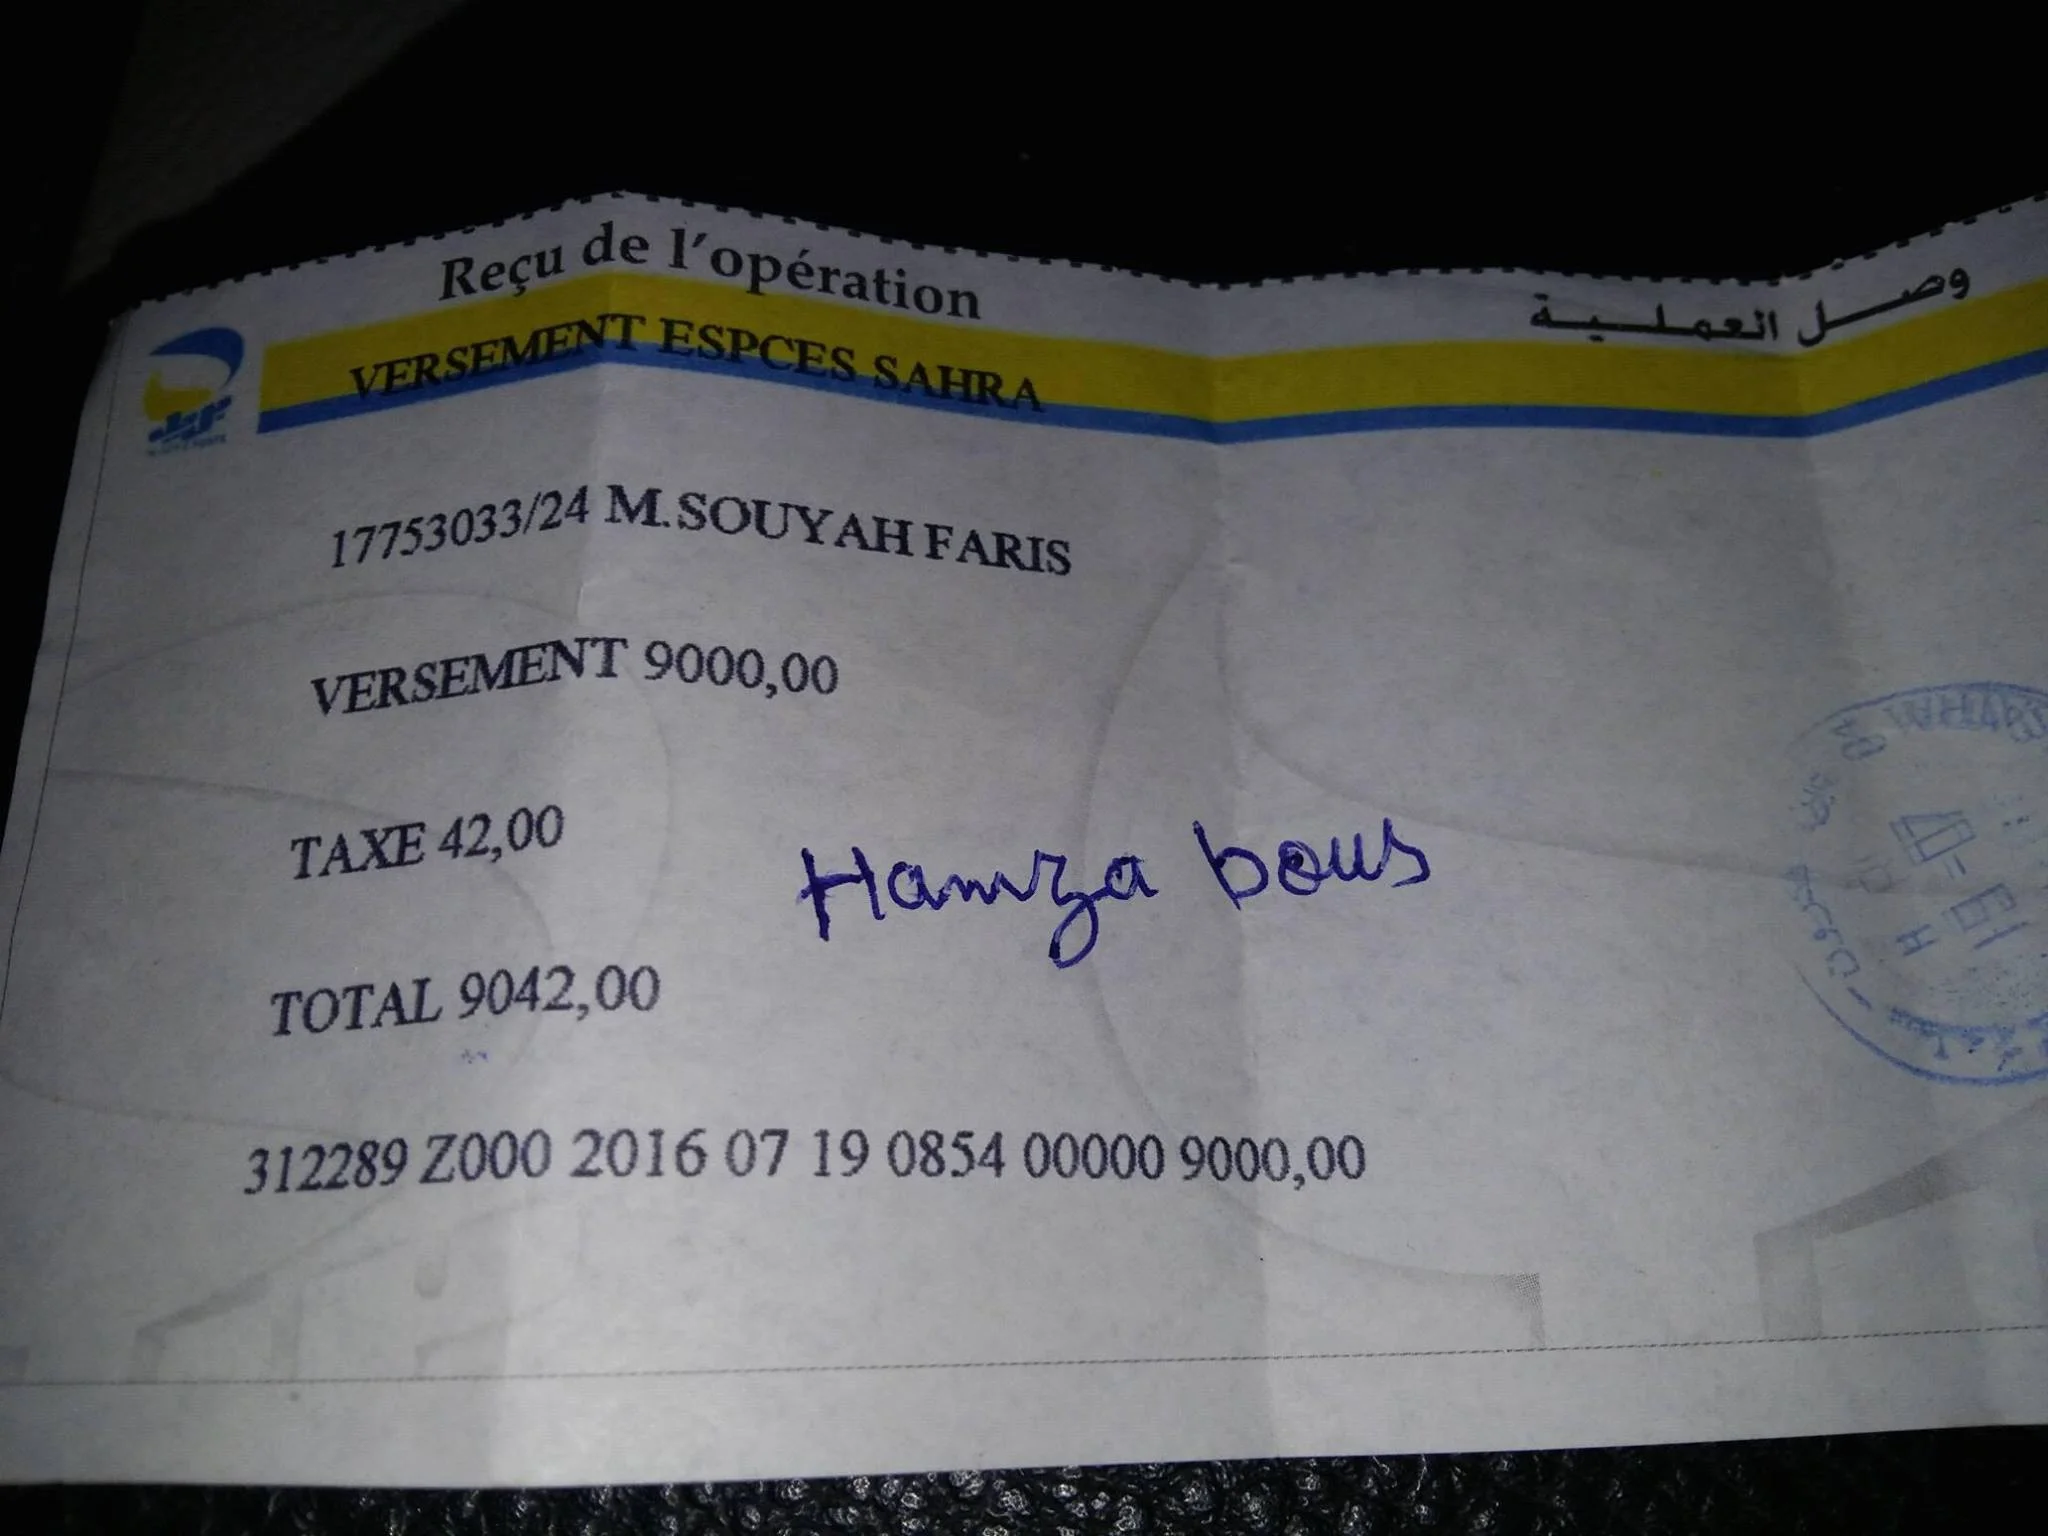 Reçu de l'opération
وصل العملية
VERSEMENT ESPCES SAHRA
17753033/24 M.SOUYAH FARIS
VERSEMENT 9000,00
TAXE 42,00
Hamza bous
TOTAL 9042,00
312289 Z000 2016 07 19 0854 00000 9000,00